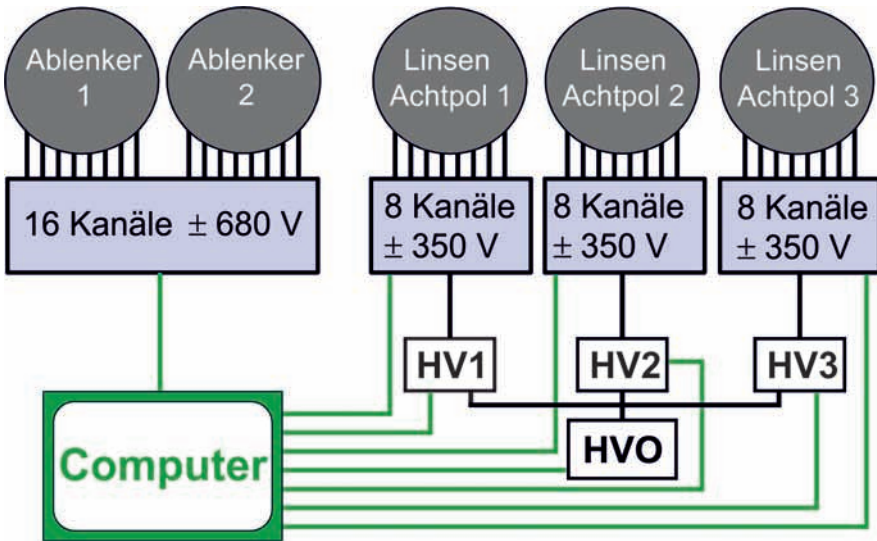 Ablenker
1
Ablenker
2
Linsen
Achtpol 1
Linsen
Achtpol 2
Linsen
Achtpol 3
16 Kanäle ± 680 V
8 Kanäle
± 350 V
8 Kanäle
± 350 V
8 Kanäle
± 350 V
HV1
HV2
HV3
HVO
Computer